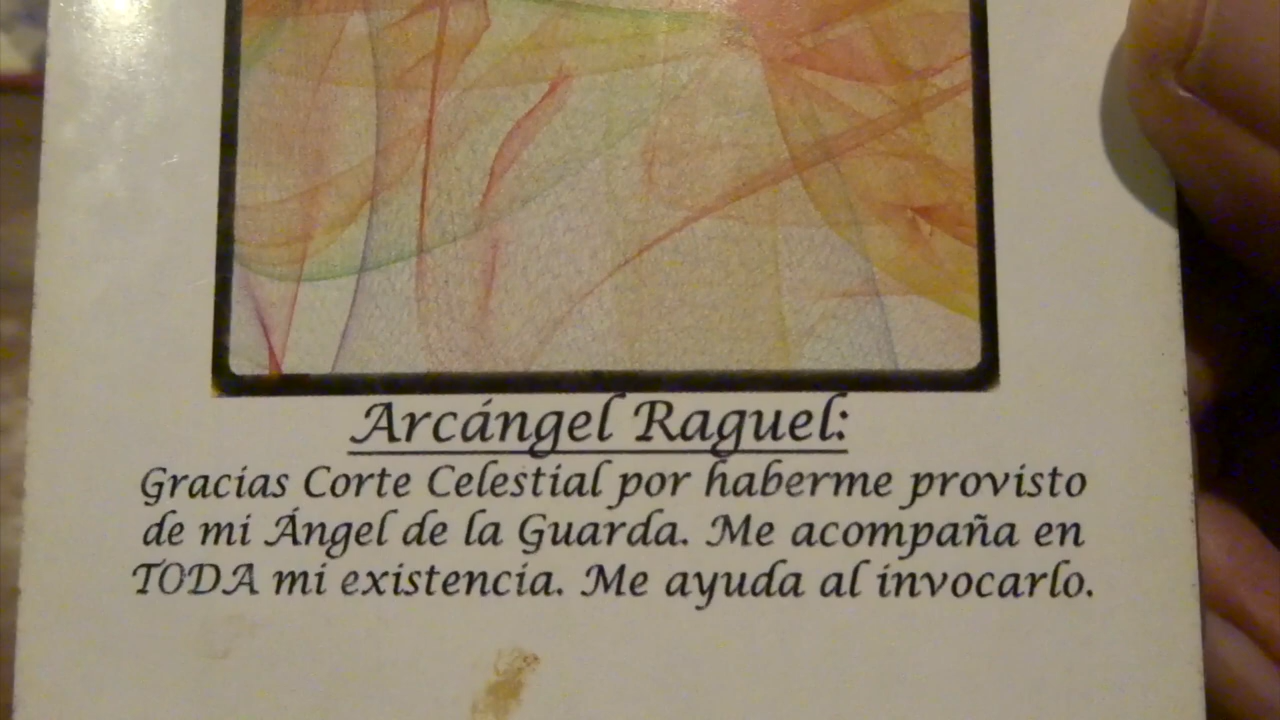 Arcángel Raguel:
Gracias Corte Celestial por haberme provisto
de mi Ángel de la Guarda. Me acompaña en
TODA mi existencia. Me ayuda al invocarlo.